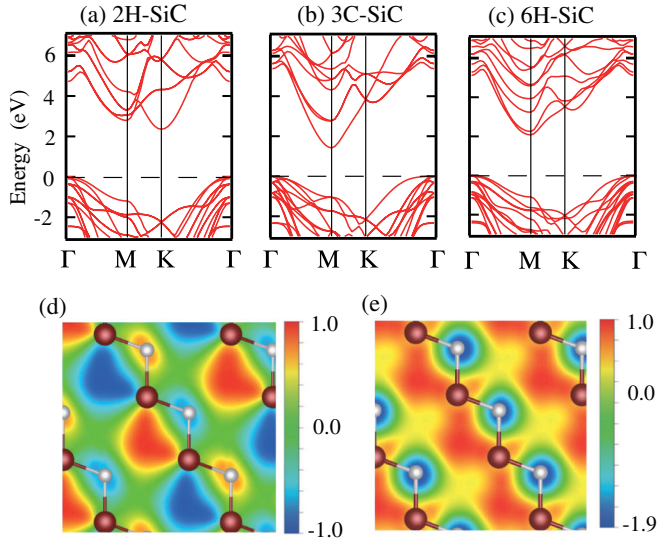 (a) 2H-SiC (b) 3C-SiC (c) 6H-SiC
Energy (eV)
6
4
2
0
-2
Γ M K Γ Γ M K Γ Γ M K Γ
(d) (e)
1.0
0.0
-1.0
1.0
0.0
-1.9